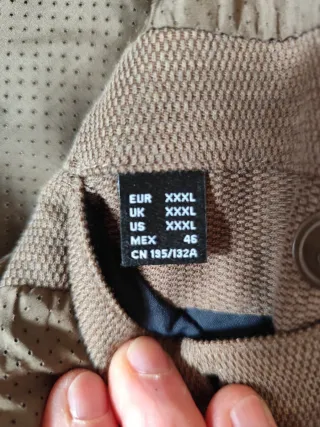 EUR XXXL
UK XXXL
US XXXL
MEX 46
CN 195/132A